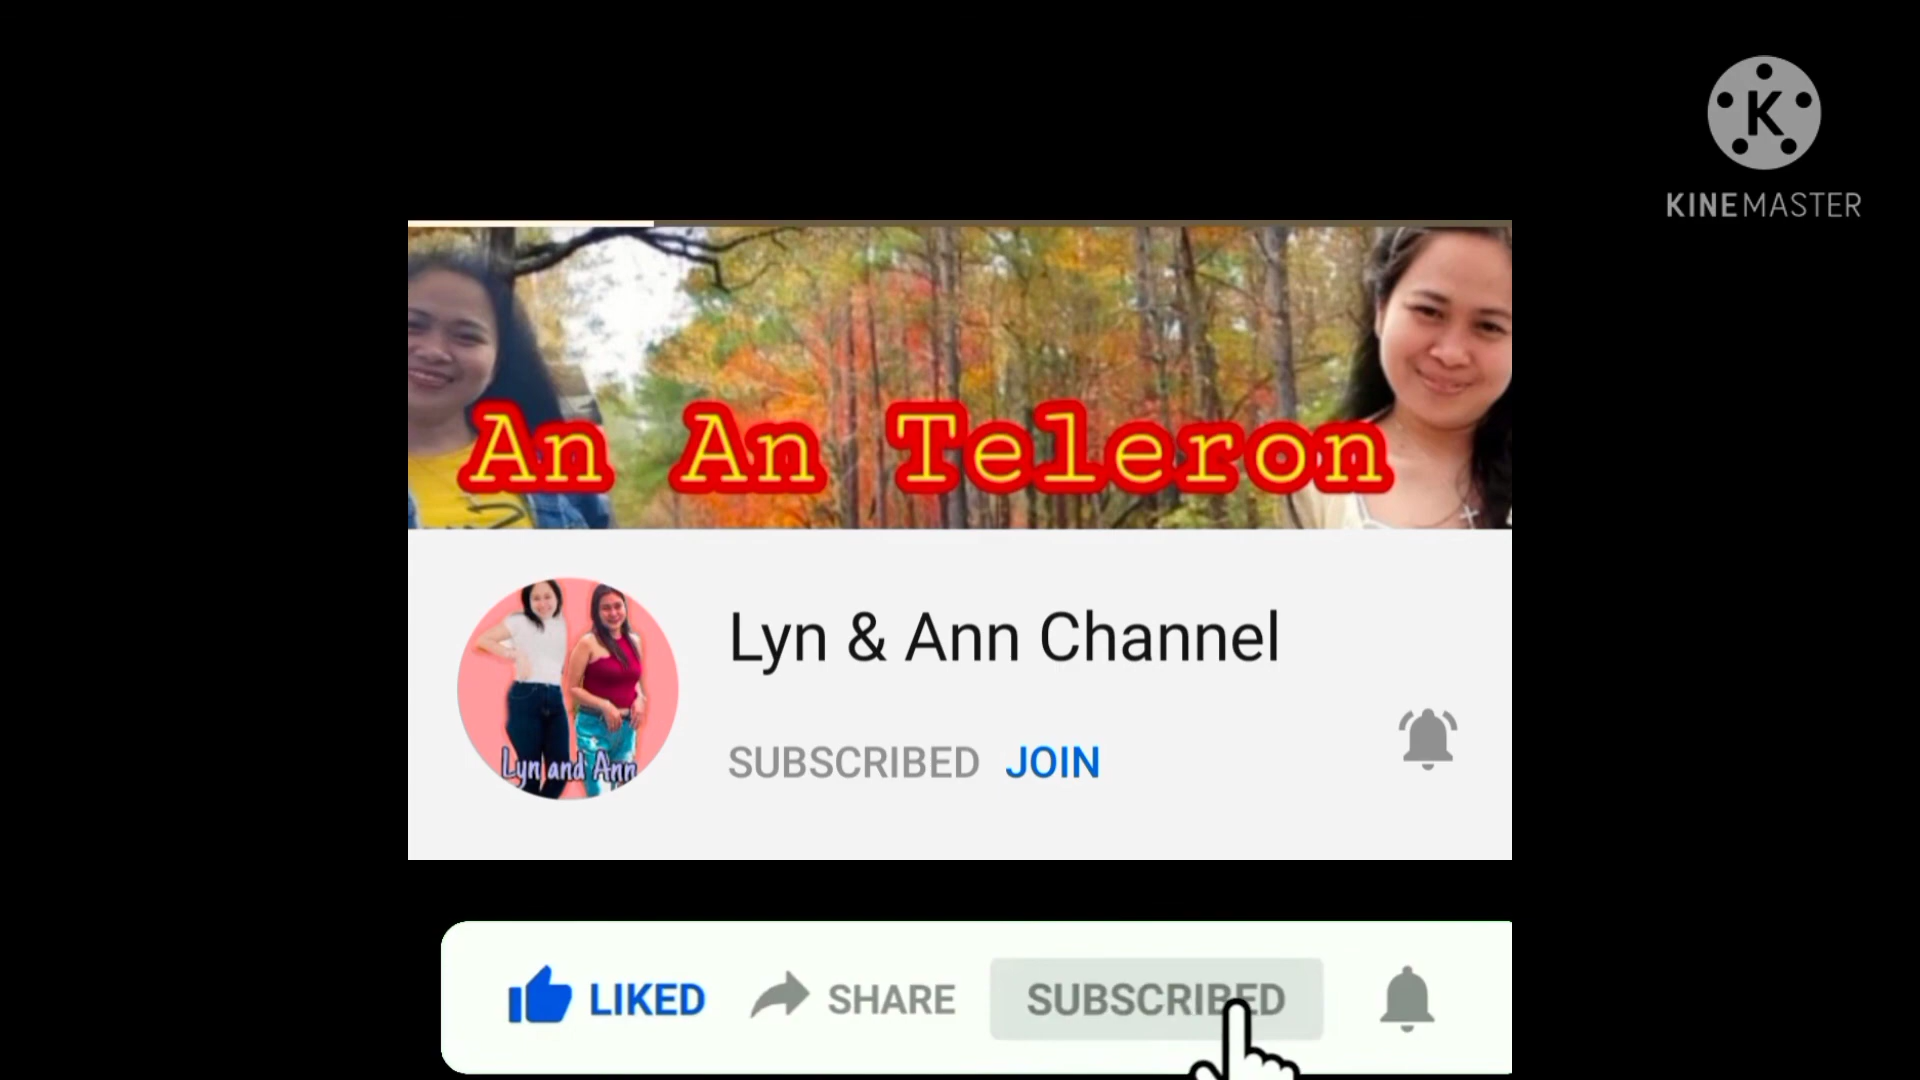 K
KINEMASTER
An An Teleron
Lyn & Ann Channel
Lyn and Ann
SUBSCRIBED JOIN
LIKED SHARE SUBSCRIBED